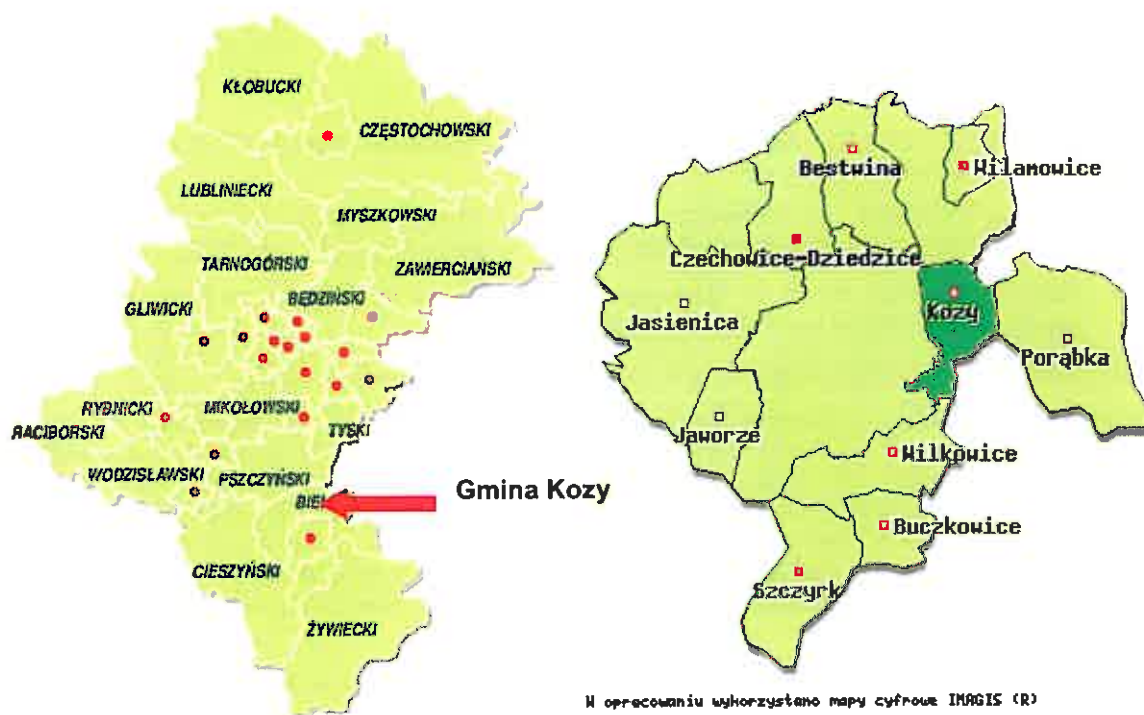 KŁOBUCKI
CZĘSTOCHOWSKI
LUBLINIECKI
MYSZKOWSKI
TARNOGÓRSKI
ZAWIERCIAŃSKI
BĘDZIŃSKI
GLIWICKI
RYBNICKI
MIKOŁOWSKI
RACIBORSKI
TYSKI
WODZISŁAWSKI
PSZCZYŃSKI
BIEL
Gmina Kozy
CIESZYŃSKI
ŻYWIECKI
Bestwina
Wilamowice
Czechowice-Dziedzice
Kozy
Jasienica
Porąbka
Jaworze
Wilkowice
Buczkowice
Szczyrk
W opracowaniu wykorzystano mapy cyfrowe IMAGIS (R)